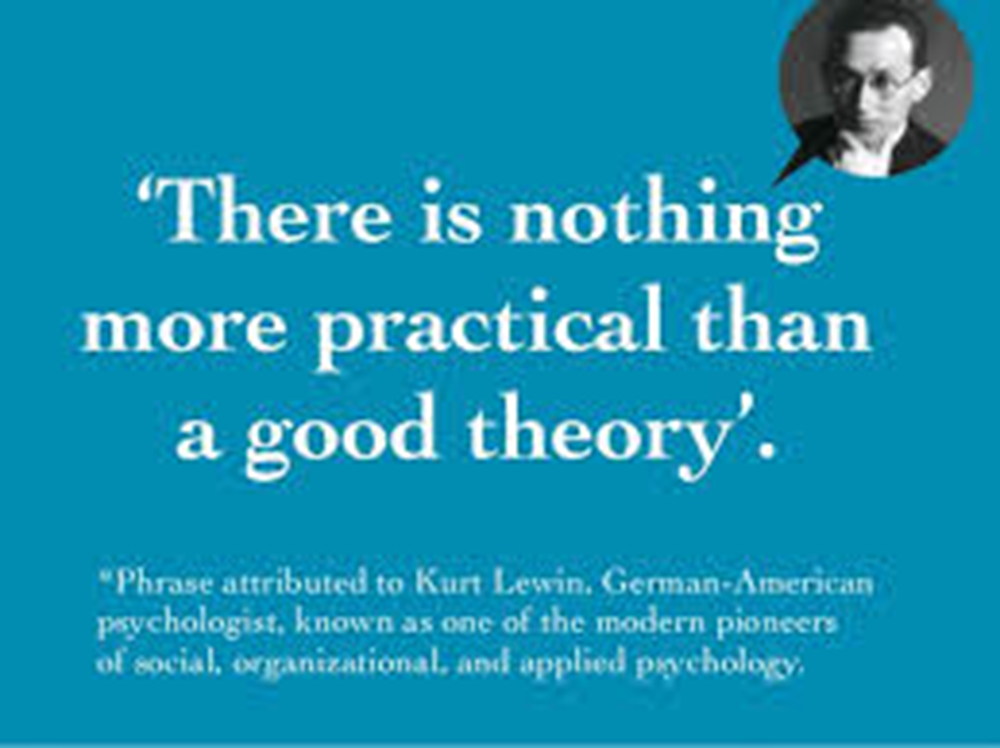 ‘There is nothing
more practical than
a good theory’.
*Phrase attributed to Kurt Lewin. German-American
psychologist, known as one of the modern pioneers
of social, organizational, and applied psychology.